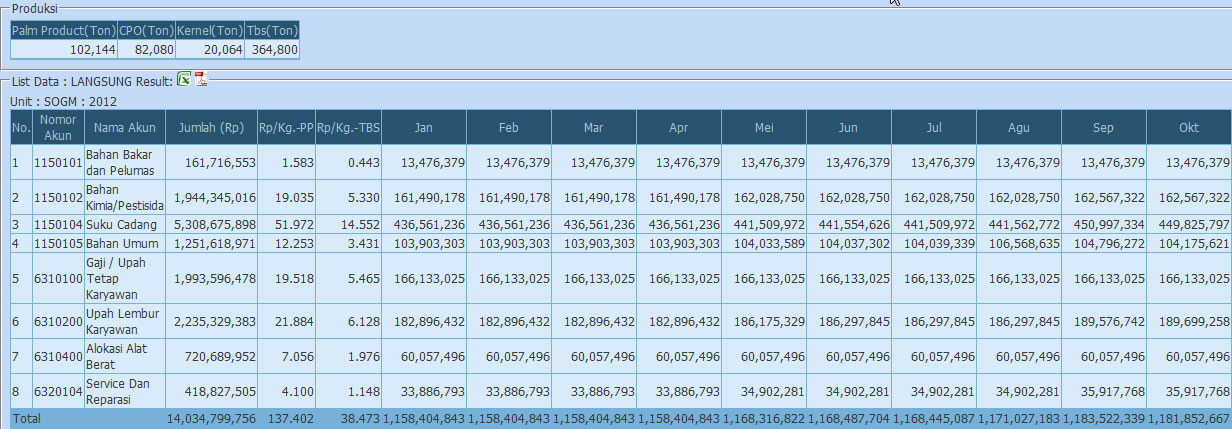 Produksi
Palm Product(Ton) CPO(Ton) Kernel(Ton) Tbs(Ton)
102,144 82,080 20,064 364,800
List Data : LANGSUNG Result:
Unit : SOGM : 2012
No. Nomor Akun Nama Akun Jumlah (Rp) Rp/Kg.-PP Rp/Kg.-TBS Jan Feb Mar Apr Mei Jun Jul Agu Sep Okt
1 1150101 Bahan Bakar dan Pelumas 161,716,553 1.583 0.443 13,476,379 13,476,379 13,476,379 13,476,379 13,476,379 13,476,379 13,476,379 13,476,379 13,476,379 13,476,379
2 1150102 Bahan Kimia/Pestisida 1,944,345,016 19.035 5.330 161,490,178 161,490,178 161,490,178 161,490,178 162,028,750 162,028,750 162,028,750 162,028,750 162,567,322 162,567,322
3 1150104 Suku Cadang 5,308,675,898 51.972 14.552 436,561,236 436,561,236 436,561,236 436,561,236 441,509,972 441,554,626 441,509,972 441,562,772 450,997,334 449,825,797
4 1150105 Bahan Umum 1,251,618,971 12.253 3.431 103,903,303 103,903,303 103,903,303 103,903,303 104,033,589 104,037,302 104,039,339 106,568,635 104,796,272 104,175,621
5 6310100 Gaji / Upah Tetap Karyawan 1,993,596,478 19.518 5.465 166,133,025 166,133,025 166,133,025 166,133,025 166,133,025 166,133,025 166,133,025 166,133,025 166,133,025 166,133,025
6 6310200 Upah Lembur Karyawan 2,235,329,383 21.884 6.128 182,896,432 182,896,432 182,896,432 182,896,432 186,175,329 186,297,845 186,297,845 186,297,845 189,576,742 189,699,258
7 6310400 Alokasi Alat Berat 720,689,952 7.056 1.976 60,057,496 60,057,496 60,057,496 60,057,496 60,057,496 60,057,496 60,057,496 60,057,496 60,057,496 60,057,496
8 6320104 Service Dan Reparasi 418,827,505 4.100 1.148 33,886,793 33,886,793 33,886,793 33,886,793 34,902,281 34,902,281 34,902,281 34,902,281 35,917,768 35,917,768
Total 14,034,799,756 137.402 38.473 1,158,404,843 1,158,404,843 1,158,404,843 1,158,404,843 1,168,316,822 1,168,487,704 1,168,445,087 1,171,027,183 1,183,522,339 1,181,852,667